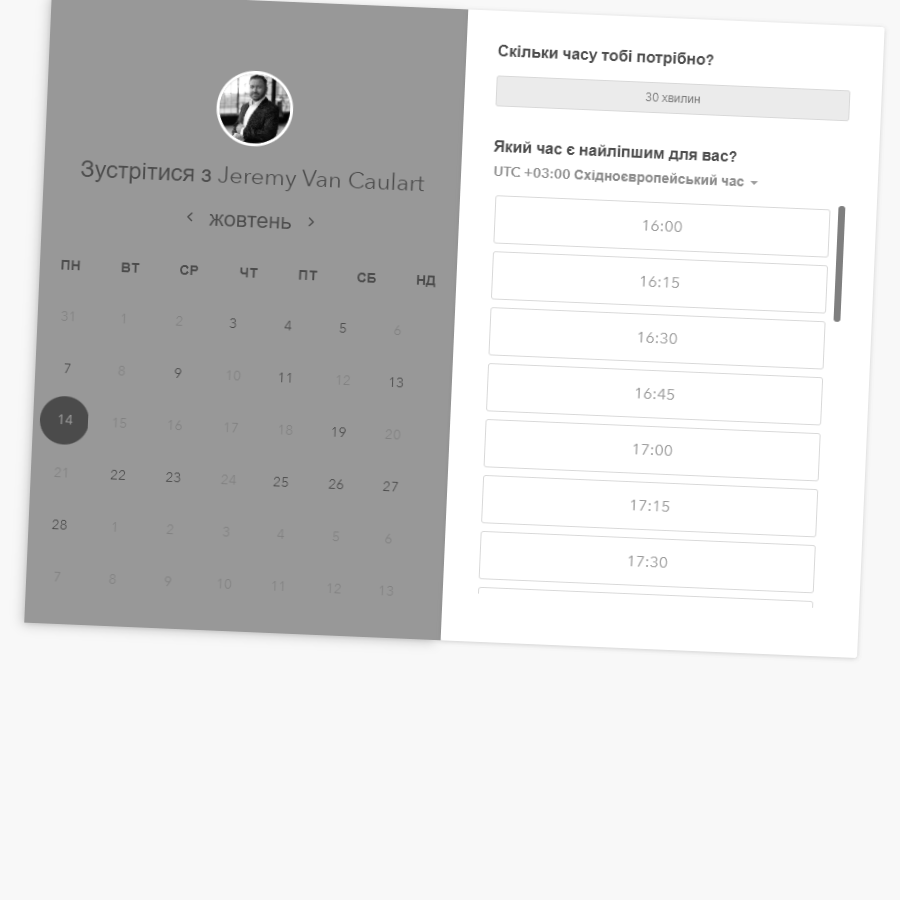 Зустрітися з Jeremy Van Caulart
жовтень
ПН ВТ СР ЧТ ПТ СБ НД
31 1 2 3 4 5 6
7 8 9 10 11 12 13
14 15 16 17 18 19 20
21 22 23 24 25 26 27
28 1 2 3 4 5 6
7 8 9 10 11 12 13
Скільки часу тобі потрібно?
30 хвилин
Який час є найліпшим для вас?
UTC +03:00 Східноєвропейський час
16:00
16:15
16:30
16:45
17:00
17:15
17:30